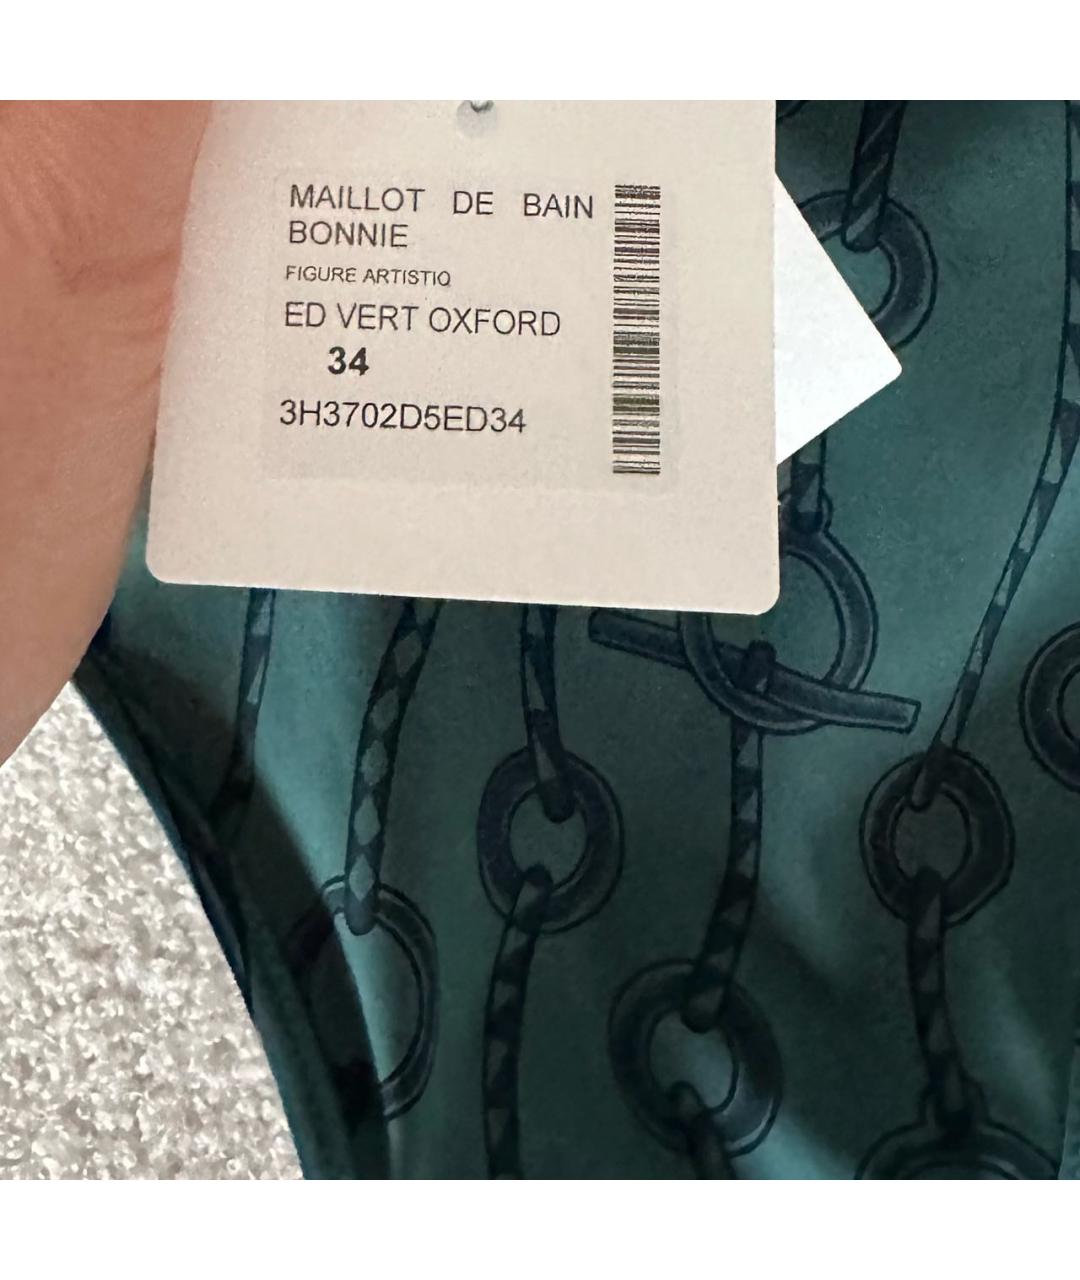 MAILLOT DE BAIN
BONNIE
FIGURE ARTISTIQ
ED VERT OXFORD
34
3H3702D5ED34